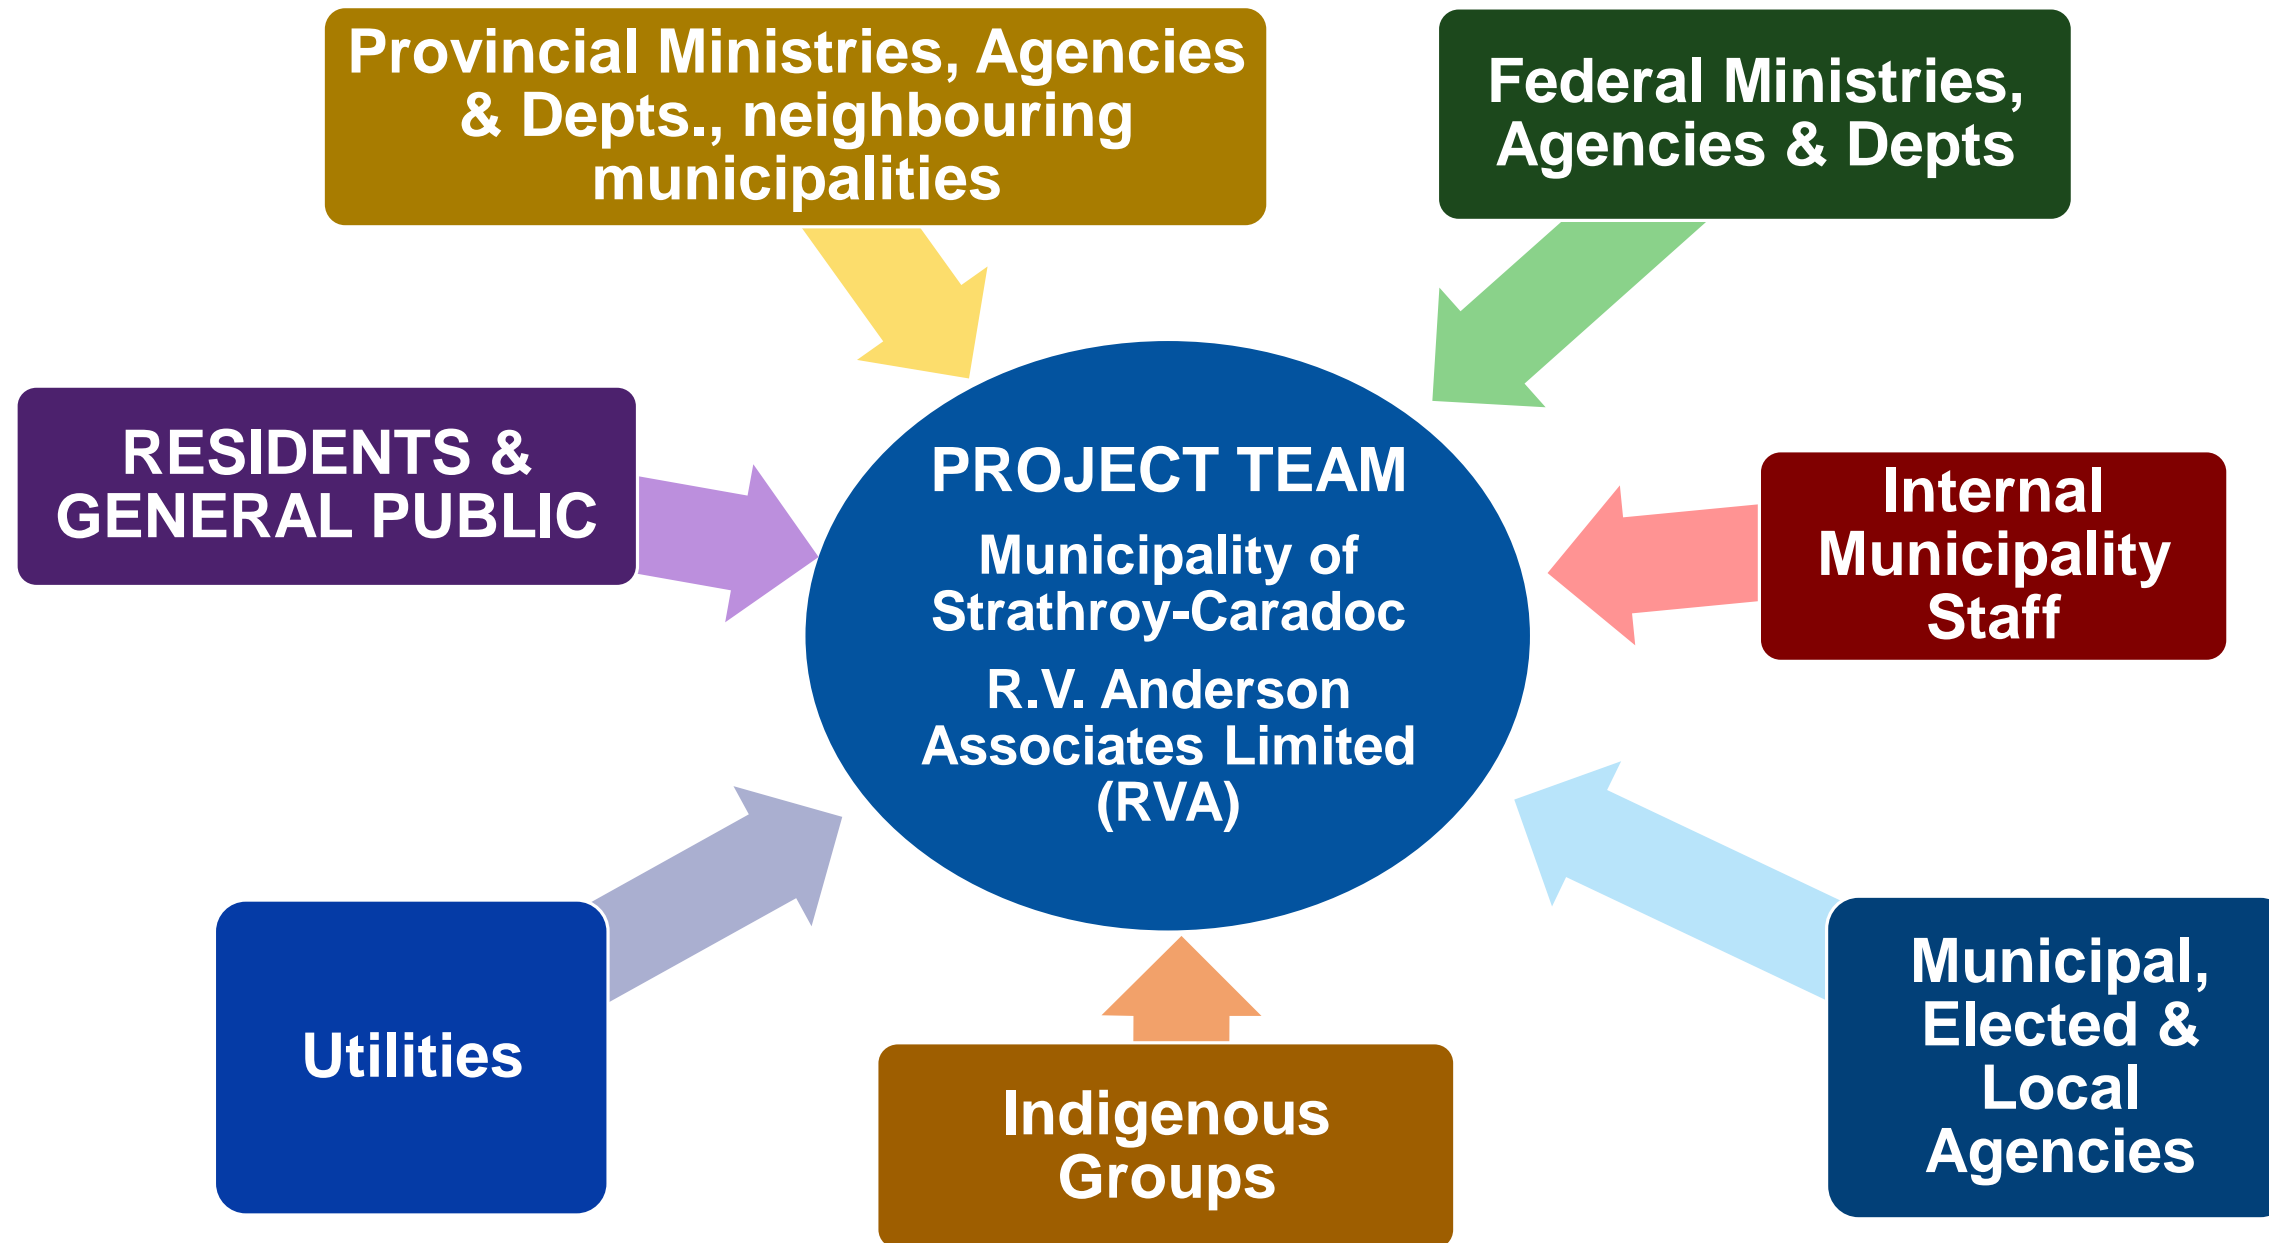 Provincial Ministries, Agencies
& Depts., neighbouring
municipalities
Federal Ministries,
Agencies & Depts
RESIDENTS &
GENERAL PUBLIC
PROJECT TEAM
Municipality of
Strathroy-Caradoc
R.V. Anderson
Associates Limited
(RVA)
Internal
Municipality
Staff
Utilities
Indigenous
Groups
Municipal,
Elected &
Local
Agencies